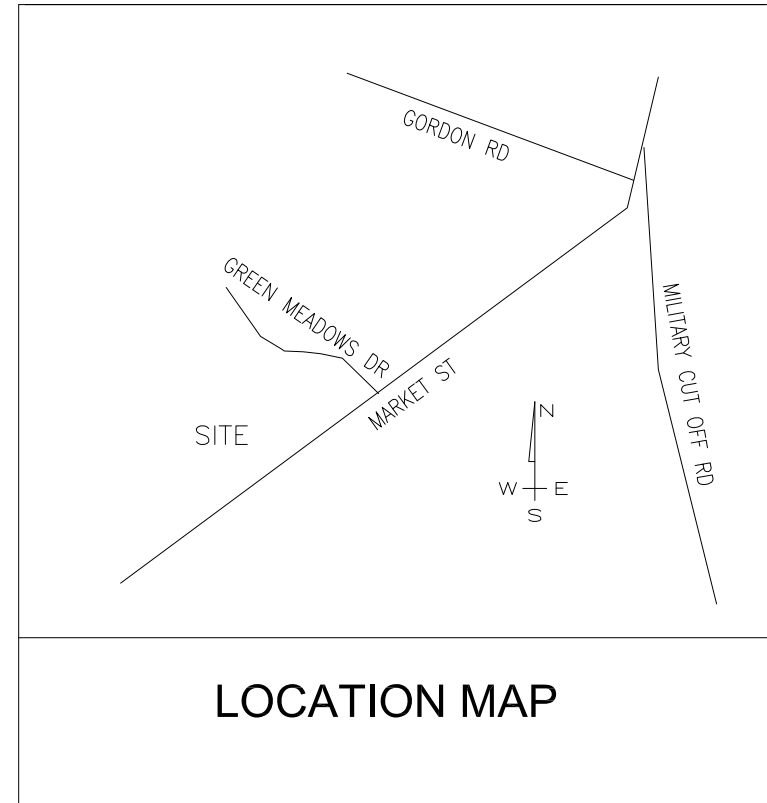 GORDON RD
GREEN MEADOWS DR
MARKET ST
MILITARY CUT OFF RD
SITE
N
W E
S
LOCATION MAP